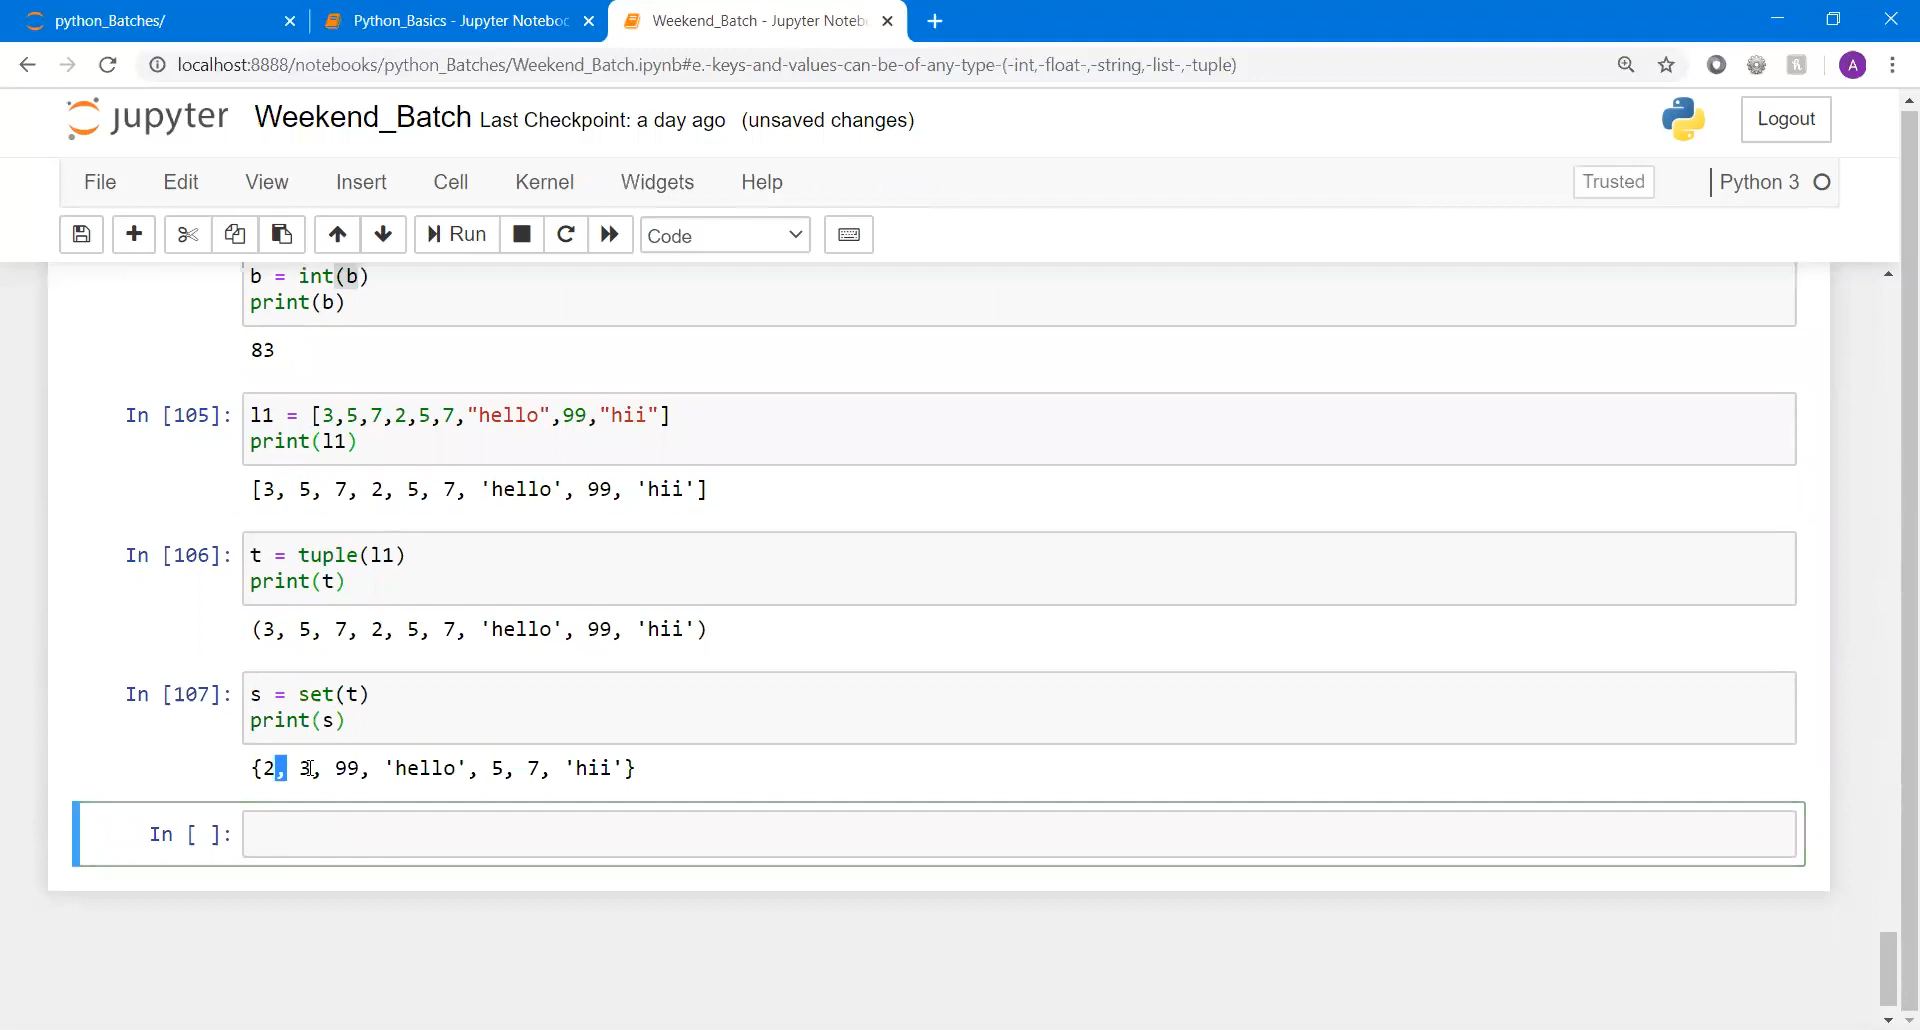 python_Batches/
Python_Basics - Jupyter Noteboo
Weekend_Batch - Jupyter Noteb
localhost:8888/notebooks/python_Batches/Weekend_Batch.ipynb#e.-keys-and-values-can-be-of-any-type-(-int,-float-,-string,-list-,-tuple)
A
jupyter Weekend_Batch Last Checkpoint: a day ago (unsaved changes)
Logout
File Edit View Insert Cell Kernel Widgets Help
Trusted
Python 3
Run
Code
b = int(b)
print(b)
83
In [105]: l1 = [3,5,7,2,5,7,"hello",99,"hii"]
print(l1)
[3, 5, 7, 2, 5, 7, 'hello', 99, 'hii']
In [106]: t = tuple(l1)
print(t)
(3, 5, 7, 2, 5, 7, 'hello', 99, 'hii')
In [107]: s = set(t)
print(s)
{2, 3, 99, 'hello', 5, 7, 'hii'}
In [ ]: